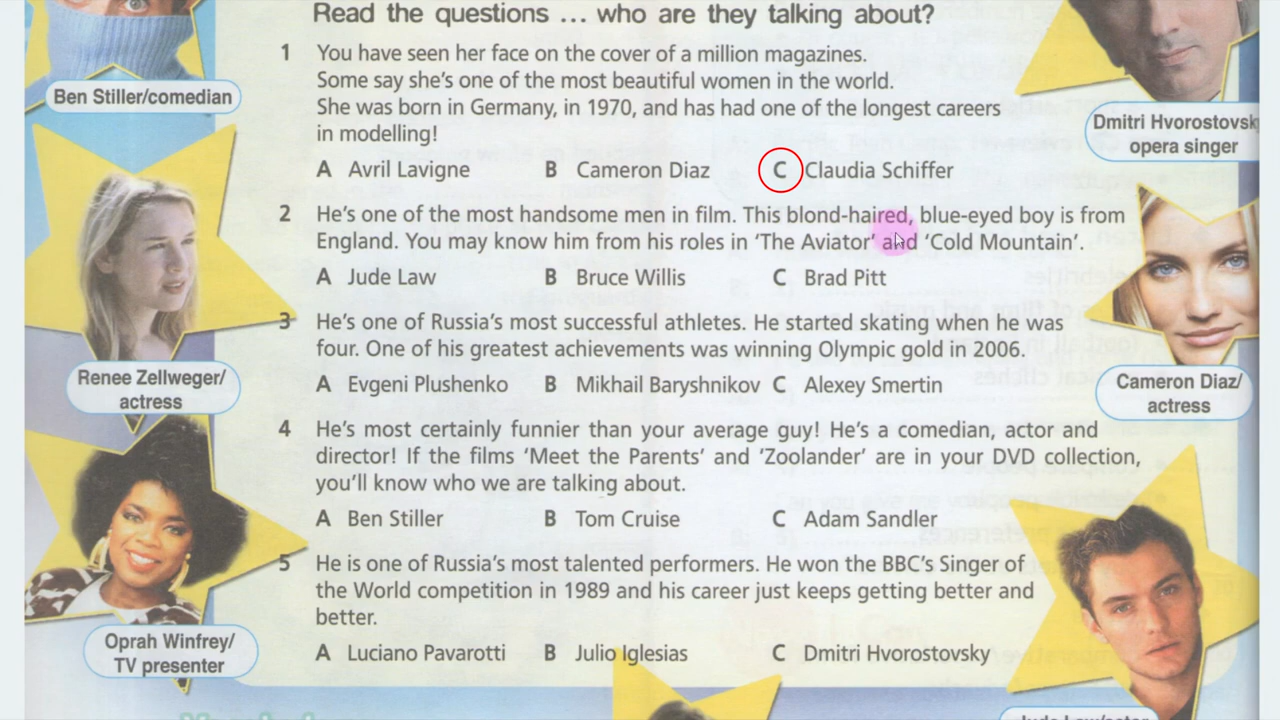 Read the questions ... who are they talking about?
1 You have seen her face on the cover of a million magazines.
Some say she's one of the most beautiful women in the world.
She was born in Germany, in 1970, and has had one of the longest careers
in modelling!
A Avril Lavigne B Cameron Diaz C Claudia Schiffer
2 He's one of the most handsome men in film. This blond-haired, blue-eyed boy is from
England. You may know him from his roles in 'The Aviator' and 'Cold Mountain'.
A Jude Law B Bruce Willis C Brad Pitt
3 He's one of Russia's most successful athletes. He started skating when he was
four. One of his greatest achievements was winning Olympic gold in 2006.
A Evgeni Plushenko B Mikhail Baryshnikov C Alexey Smertin
4 He's most certainly funnier than your average guy! He's a comedian, actor and
director! If the films 'Meet the Parents' and 'Zoolander' are in your DVD collection,
you'll know who we are talking about.
A Ben Stiller B Tom Cruise C Adam Sandler
5 He is one of Russia's most talented performers. He won the BBC's Singer of
the World competition in 1989 and his career just keeps getting better and
better.
A Luciano Pavarotti B Julio Iglesias C Dmitri Hvorostovsky
Ben Stiller/comedian
Renee Zellweger/
actress
Oprah Winfrey/
TV presenter
Dmitri Hvorostovsk
opera singer
Cameron Diaz/
actress
Jude Law/actor